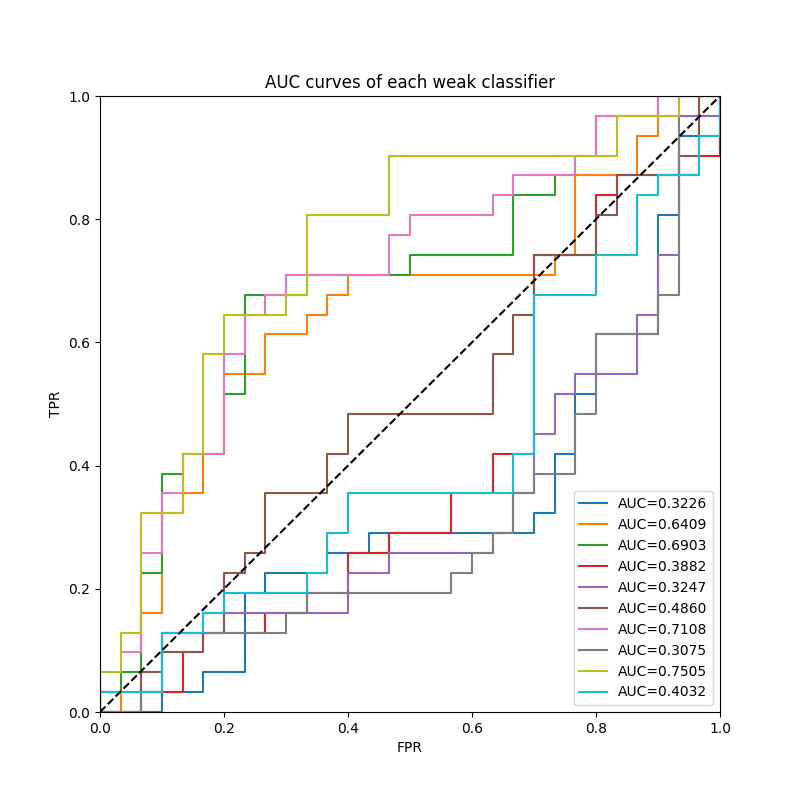 AUC curves of each weak classifier
1.0
0.8
0.6
0.4
0.2
0.0
TPR
AUC=0.3226
AUC=0.6409
AUC=0.6903
AUC=0.3882
AUC=0.3247
AUC=0.4860
AUC=0.7108
AUC=0.3075
AUC=0.7505
AUC=0.4032
0.0 0.2 0.4 0.6 0.8 1.0
FPR